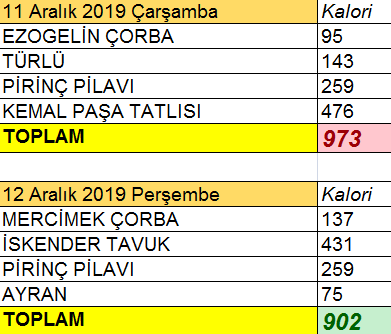 11 Aralık 2019 Çarşamba Kalori
EZOGELİN ÇORBA 95
TÜRLÜ 143
PİRİNÇ PİLAVI 259
KEMAL PAŞA TATLISI 476
TOPLAM 973
12 Aralık 2019 Perşembe Kalori
MERCİMEK ÇORBA 137
İSKENDER TAVUK 431
PİRİNÇ PİLAVI 259
AYRAN 75
TOPLAM 902